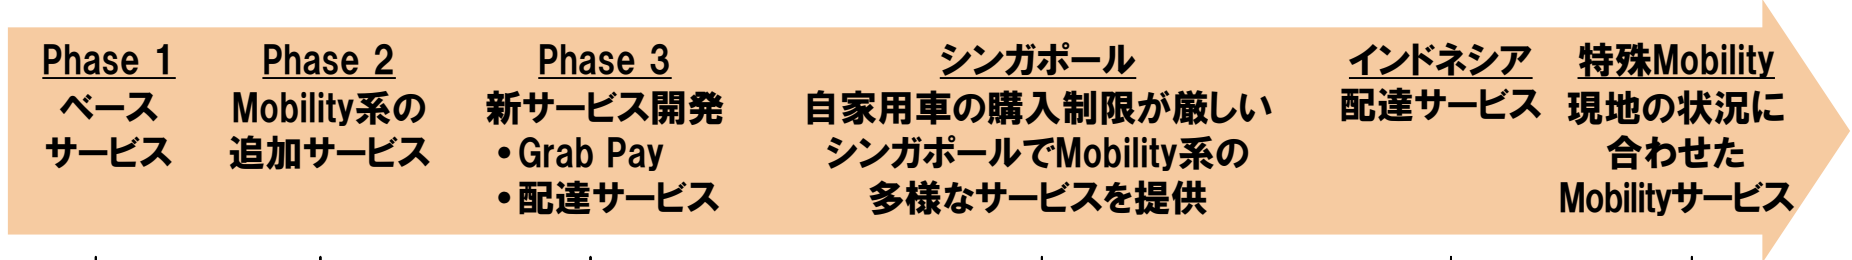 Phase 1
ベース
サービス
Phase 2
Mobility系の
追加サービス
Phase 3
新サービス開発
•Grab Pay
•配達サービス
シンガポール
自家用車の購入制限が厳しい
シンガポールでMobility系の
多様なサービスを提供
インドネシア
配達サービス
特殊Mobility
現地の状況に
合わせた
Mobilityサービス